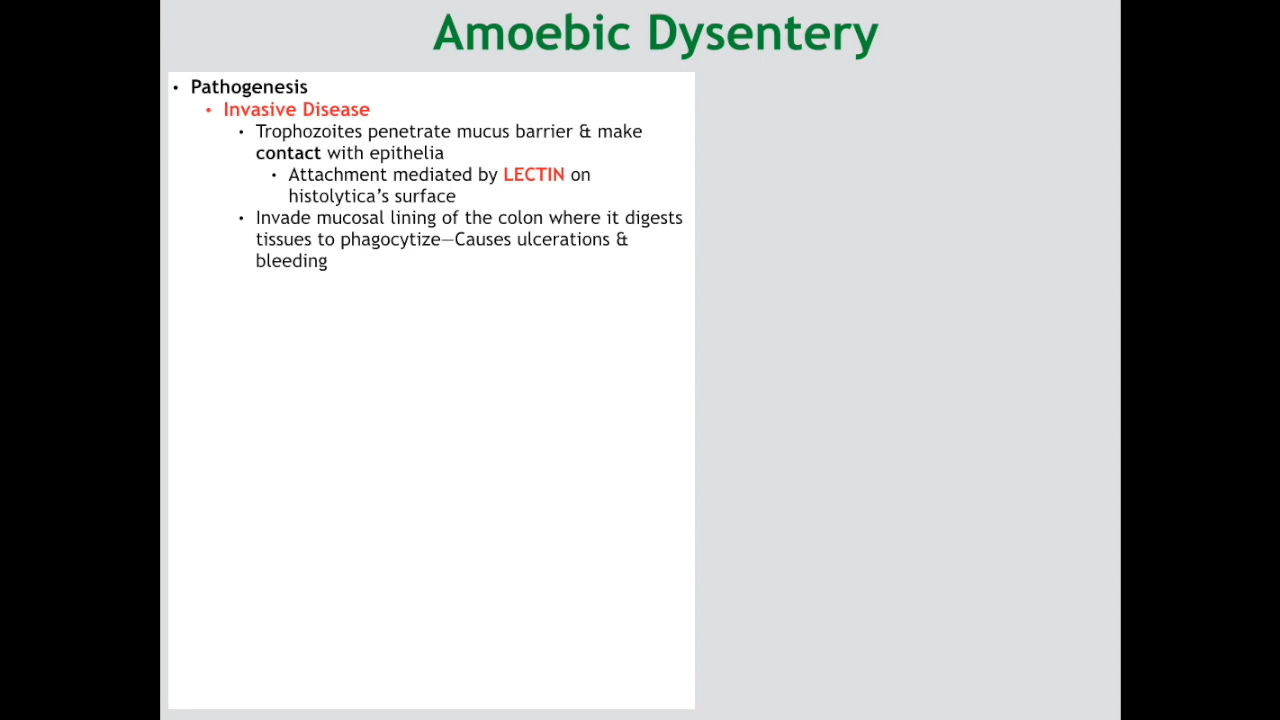 Amoebic Dysentery
• Pathogenesis
• Invasive Disease
• Trophozoites penetrate mucus barrier & make
contact with epithelia
• Attachment mediated by LECTIN on
histolytica's surface
• Invade mucosal lining of the colon where it digests
tissues to phagocytize—Causes ulcerations &
bleeding